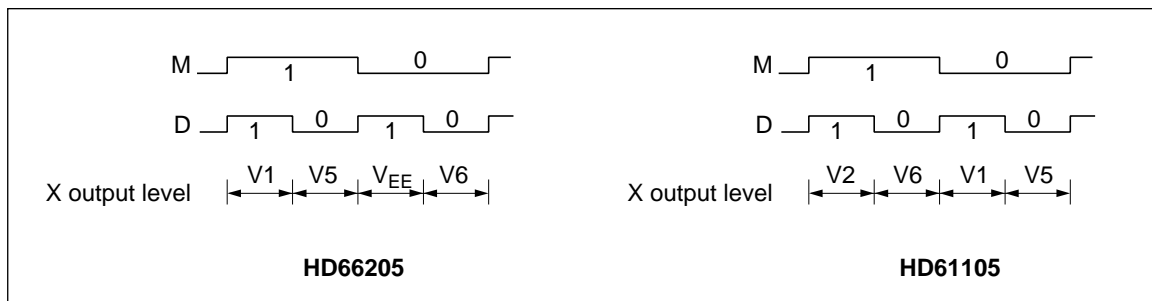 M 1 0
D 1 0 1 0
X output level V1 V5 VEE V6
HD66205
M 1 0
D 1 0 1 0
X output level V2 V6 V1 V5
HD61105